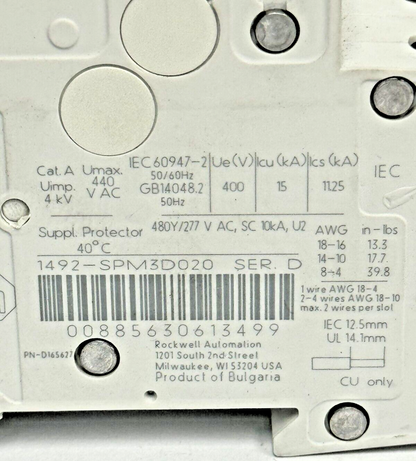 Cat. A Umax. IEC 60947-2 Ue (V) Icu (kA) Ics (kA)
Uimp. 440 50/60Hz
4 kV V AC GB14048.2 400 15 11.25
50Hz
IEC
Suppl. Protector 480Y/277 V AC, SC 10kA, U2
40°C
AWG in-lbs
18-16 13.3
14-10 17.7
8-4 39.8
1492-SPM3D020 SER. D
1 wire AWG 18-4
2-4 wires AWG 18-10
max. 2 wires per slot
00885630613499
IEC 12.5mm
UL 14.1mm
PN-D165627
Rockwell Automation
1201 South 2nd Street
Milwaukee, WI 53204 USA
Product of Bulgaria
CU only